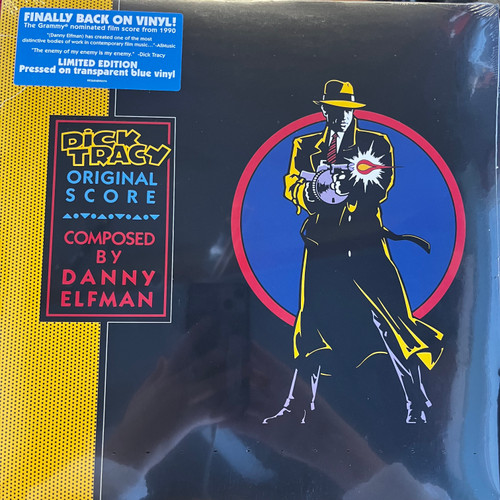 FINALLY BACK ON VINYL!
The Grammy® nominated film score from 1990
"(Danny Elfman) has created one of the most
distinctive bodies of work in contemporary film music..."-AllMusic
"The enemy of my enemy is my enemy." -Dick Tracy
LIMITED EDITION
Pressed on transparent blue vinyl
DICK
TRACY
ORIGINAL
SCORE
COMPOSED
BY
DANNY
ELFMAN